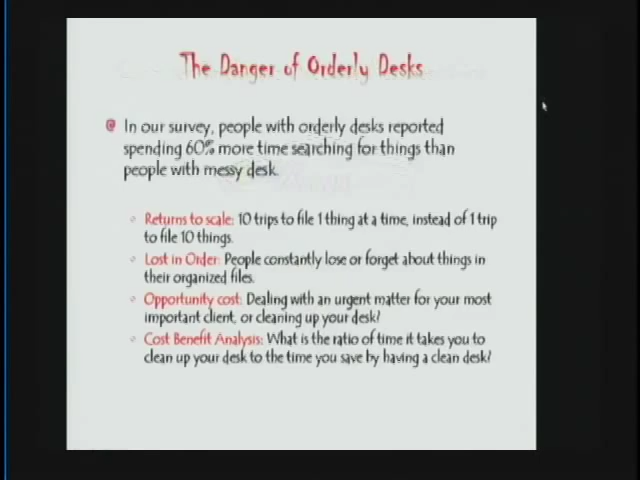 The Danger of Orderly Desks
In our survey, people with orderly desks reported
spending 60% more time searching for things than
people with messy desk.
Returns to scale: 10 trips to file 1 thing at a time, instead of 1 trip
to file 10 things.
Lost in Order: People constantly lose or forget about things in
their organized files.
Opportunity cost: Dealing with an urgent matter for your most
important client, or cleaning up your desk?
Cost Benefit Analysis: What is the ratio of time it takes you to
clean up your desk to the time you save by having a clean desk?